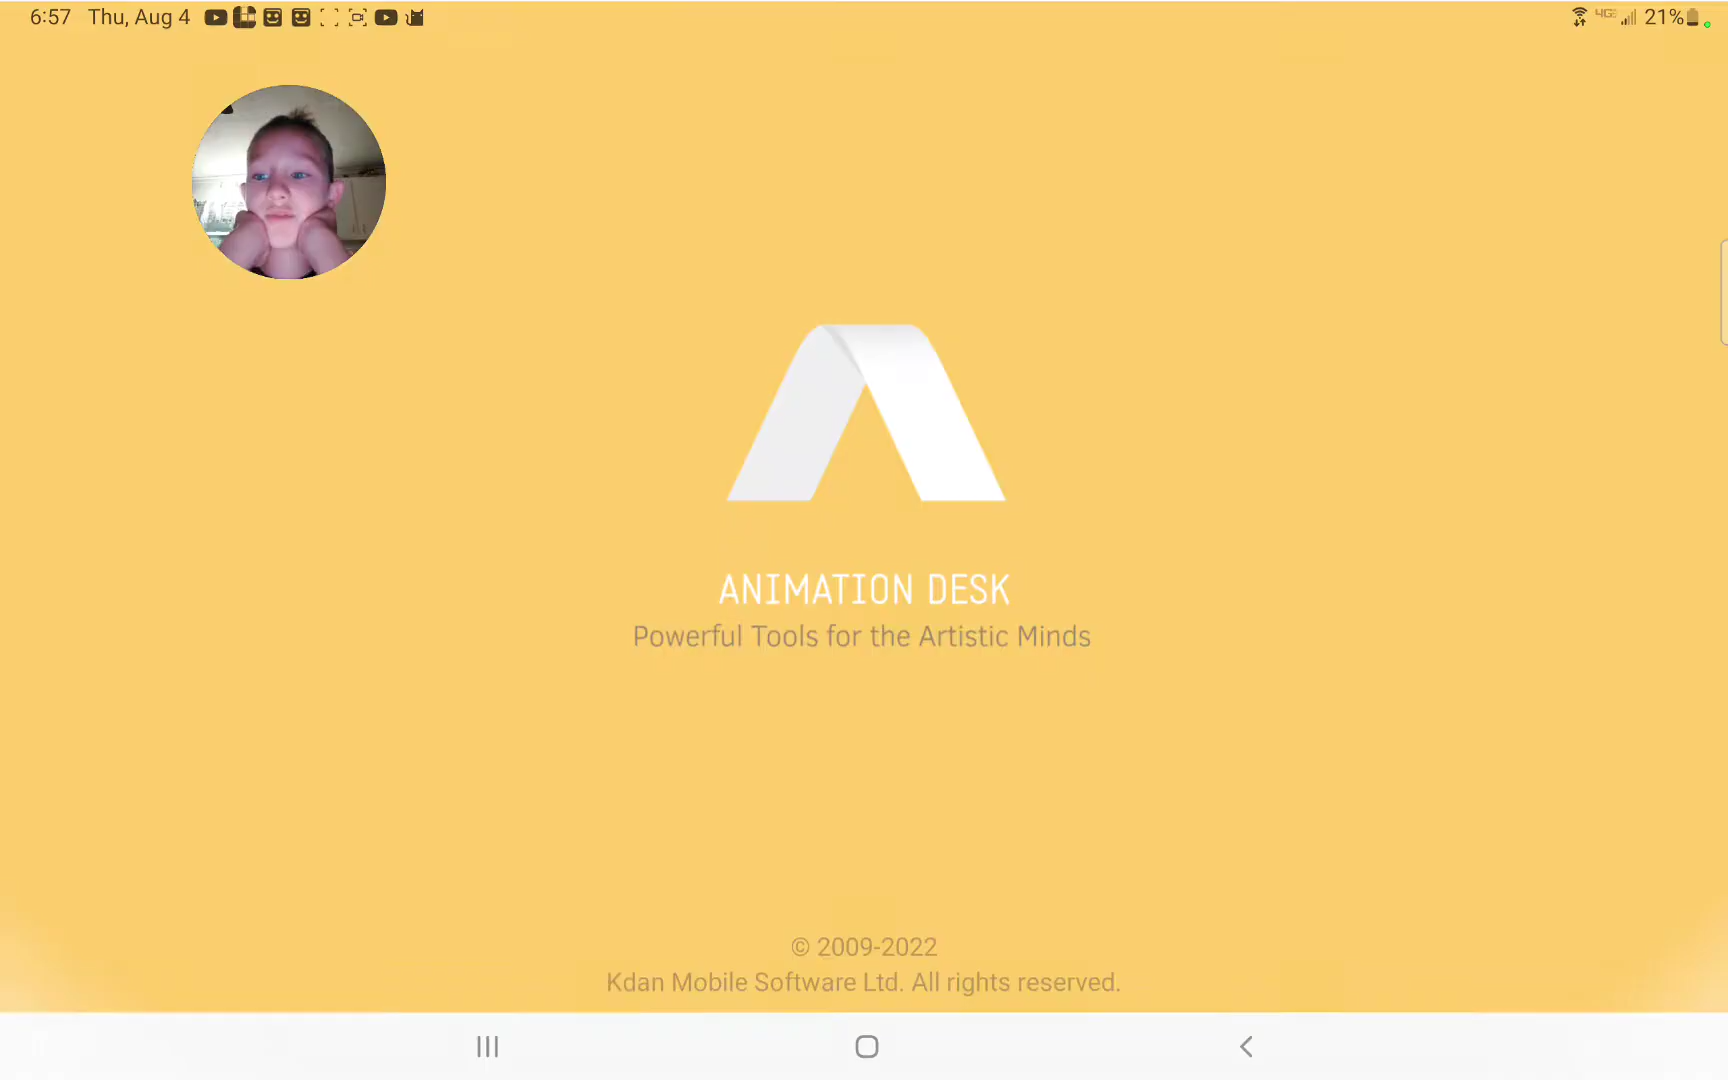 6:57 Thu, Aug 4 21%
ANIMATION DESK
Powerful Tools for the Artistic Minds
© 2009-2022
Kdan Mobile Software Ltd. All rights reserved.